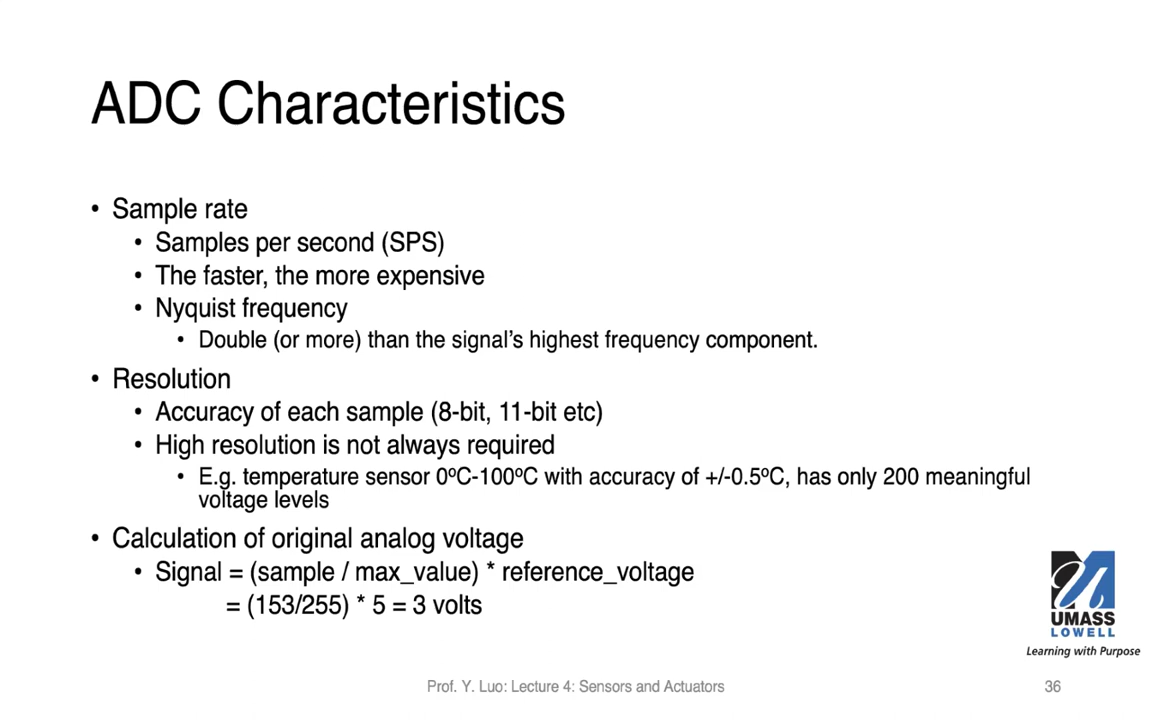 ADC Characteristics
• Sample rate
• Samples per second (SPS)
• The faster, the more expensive
• Nyquist frequency
• Double (or more) than the signal’s highest frequency component.
• Resolution
• Accuracy of each sample (8-bit, 11-bit etc)
• High resolution is not always required
• E.g. temperature sensor 0ºC-100ºC with accuracy of +/-0.5ºC, has only 200 meaningful
voltage levels
• Calculation of original analog voltage
• Signal = (sample / max_value) * reference_voltage
= (153/255) * 5 = 3 volts
UMASS
LOWELL
Learning with Purpose
Prof. Y. Luo: Lecture 4: Sensors and Actuators
36